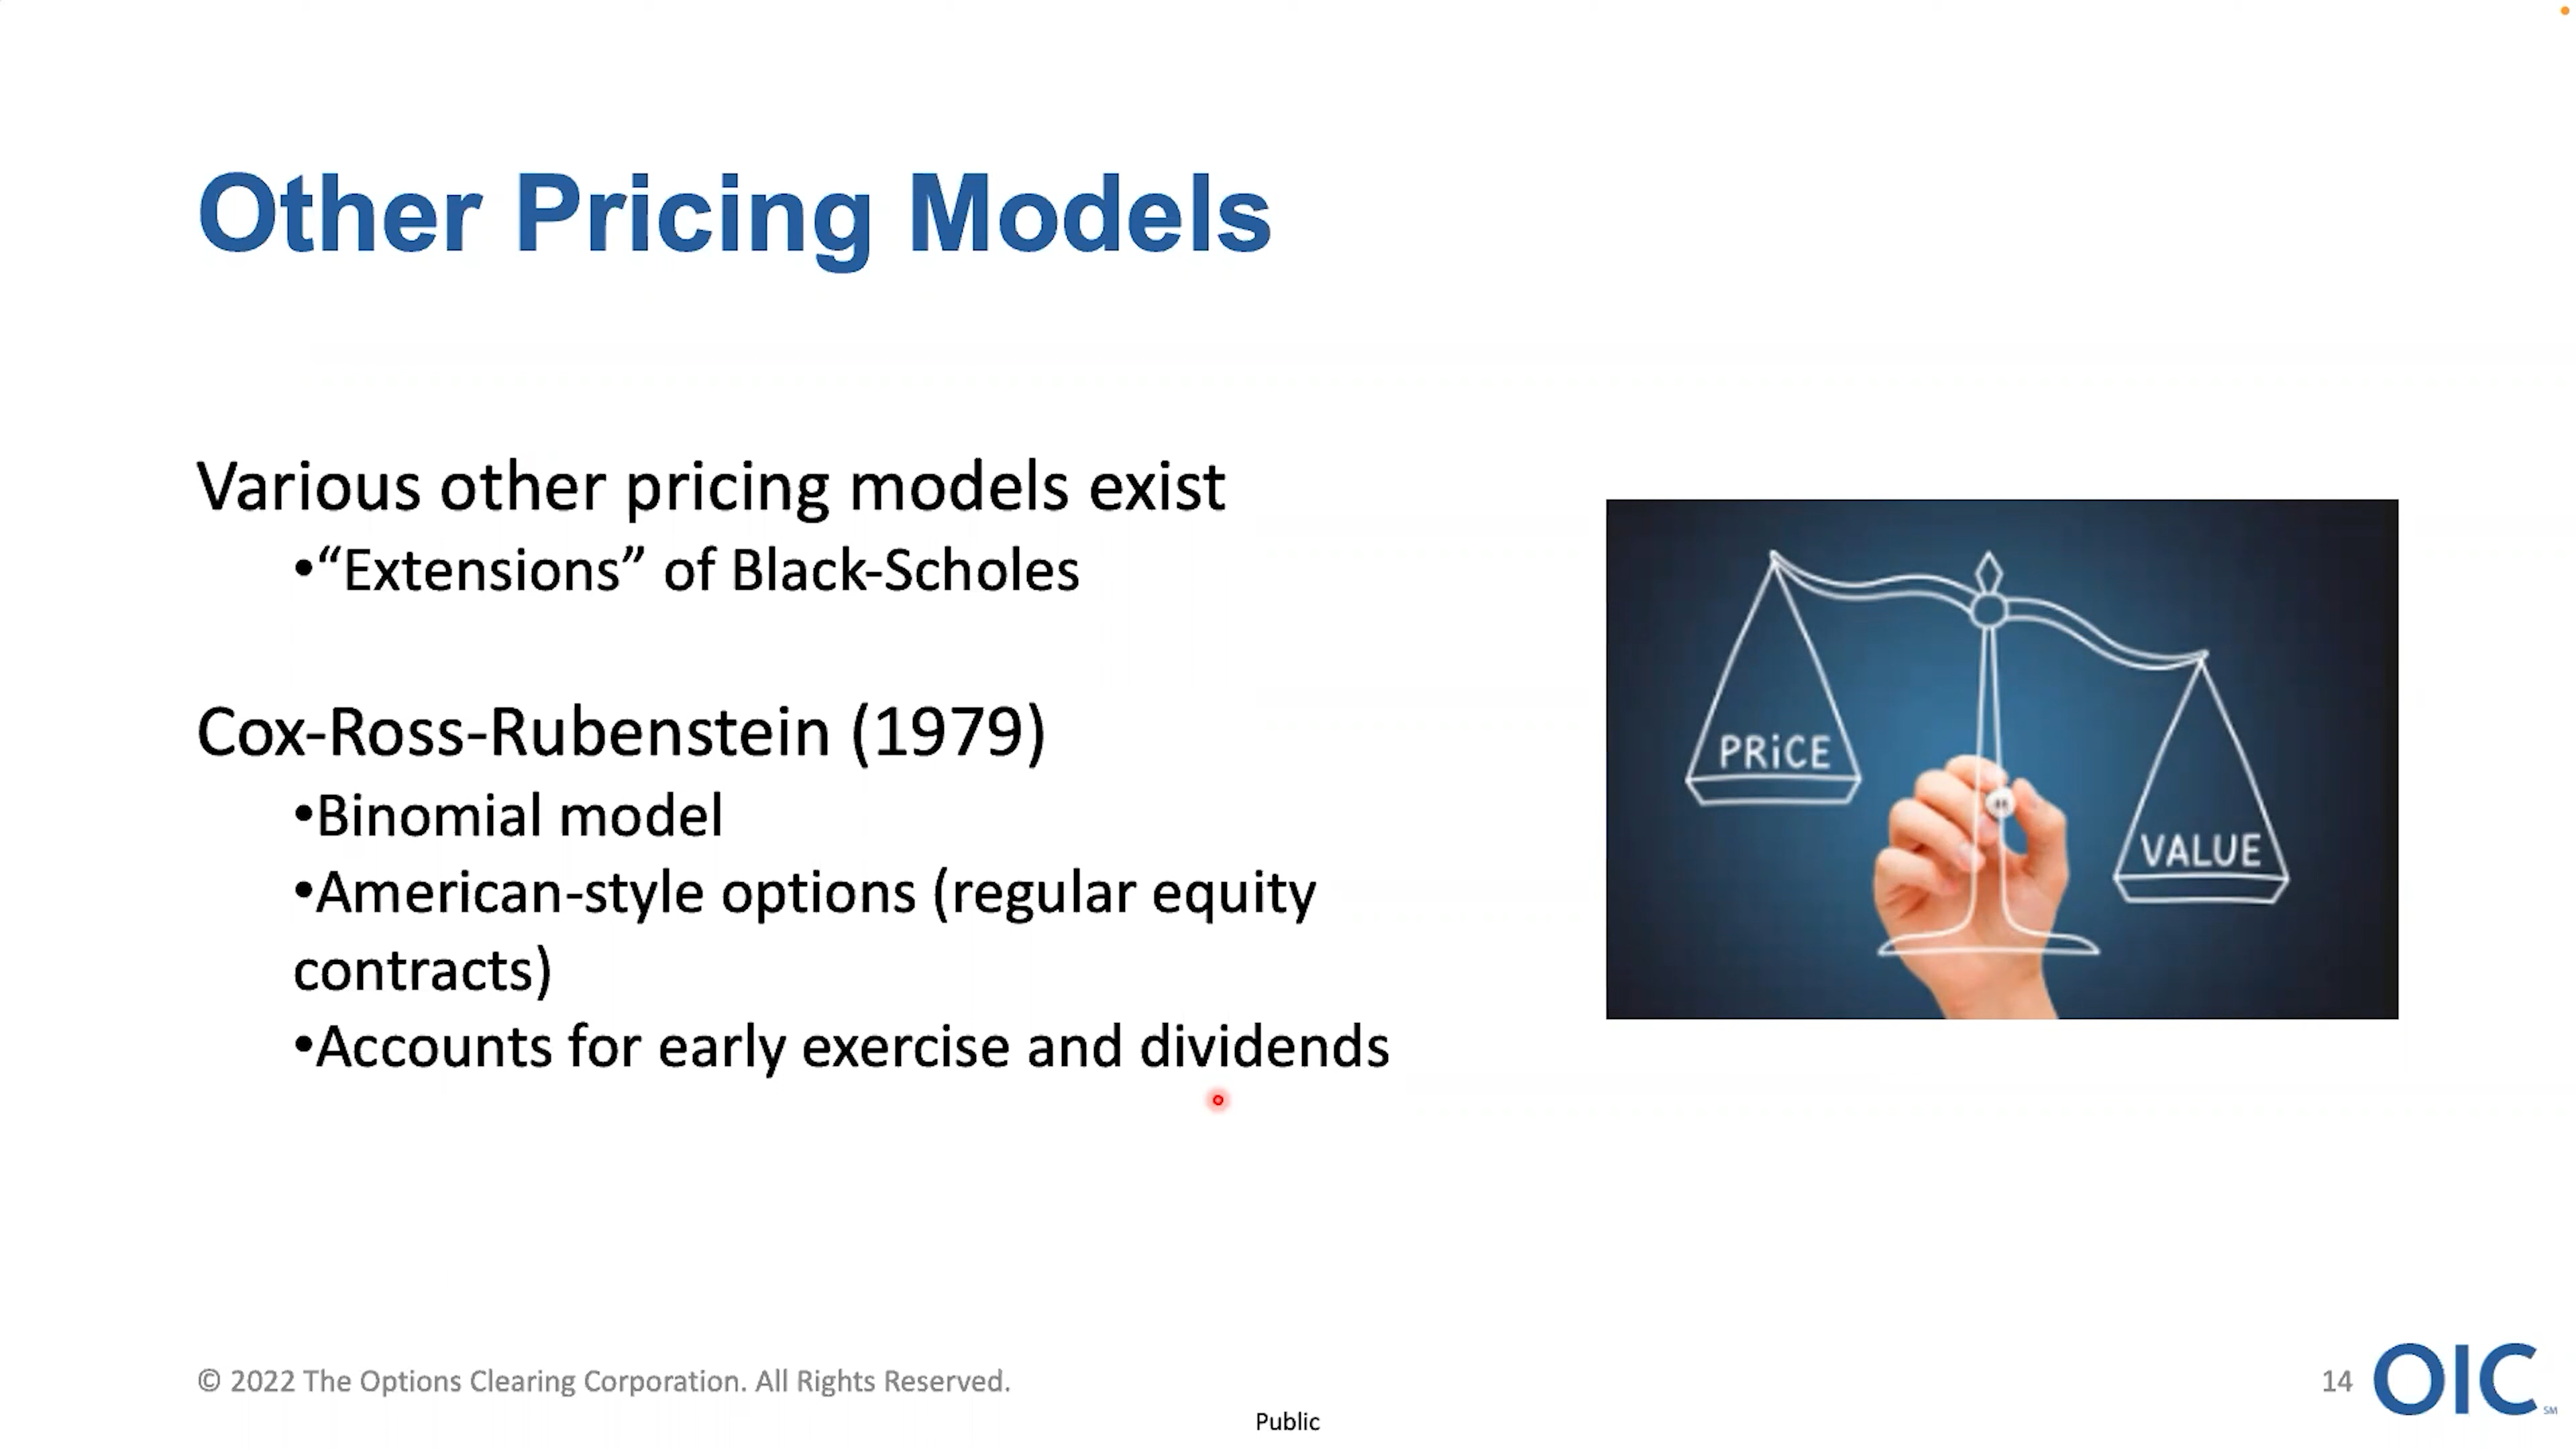 Other Pricing Models
Various other pricing models exist
•“Extensions” of Black-Scholes
Cox-Ross-Rubenstein (1979)
•Binomial model
•American-style options (regular equity
contracts)
•Accounts for early exercise and dividends
PRiCE
VALUE
© 2022 The Options Clearing Corporation. All Rights Reserved.
14
OIC SM
Public